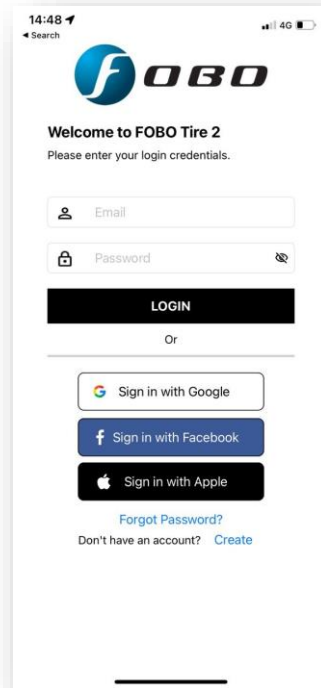 14:48
4G
◄ Search
FOBO
Welcome to FOBO Tire 2
Please enter your login credentials.
Email
Password
LOGIN
Or
Sign in with Google
Sign in with Facebook
Sign in with Apple
Forgot Password?
Don't have an account? Create